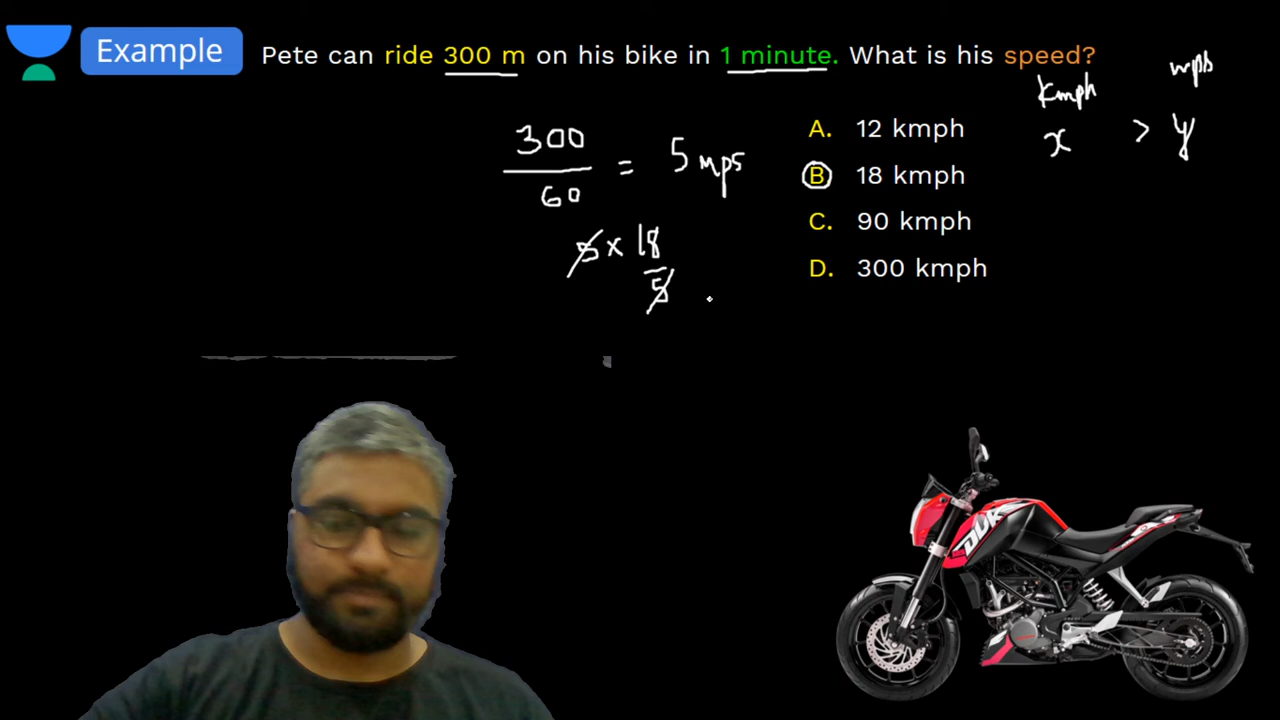 Example Pete can ride 300 m on his bike in 1 minute. What is his speed?
kmph mps
x > y
A. 12 kmph
B 18 kmph
C. 90 kmph
D. 300 kmph
300
60
= 5 mps
5 x 18
5
DUKE